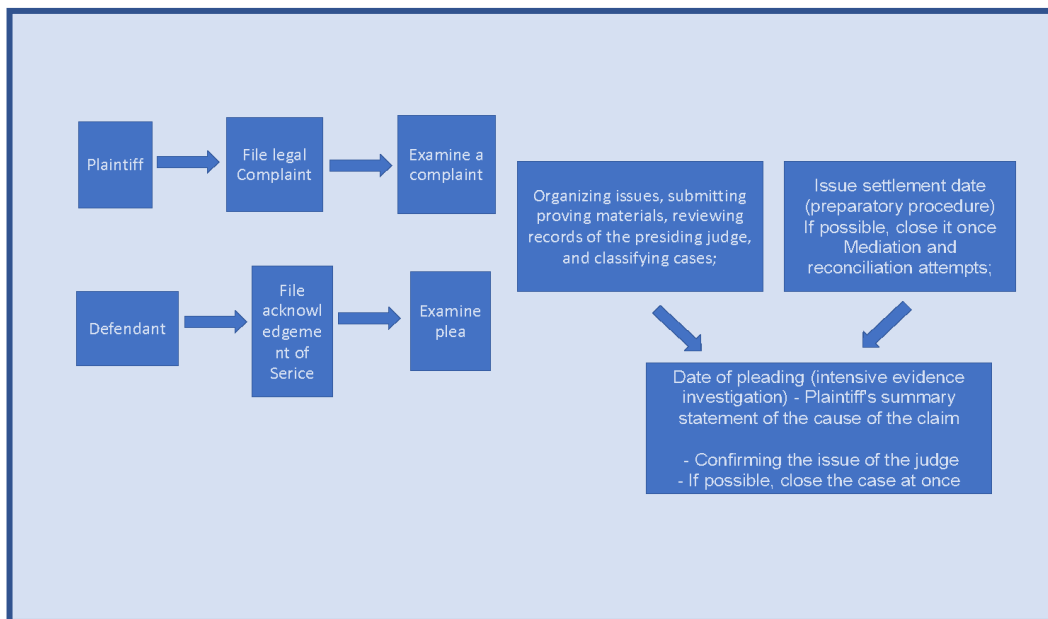 Plaintiff
File legal
Complaint
Examine a
complaint
Defendant
File
acknowl
edgeme
nt of
Serice
Examine
plea
Organizing issues, submitting
proving materials, reviewing
records of the presiding judge,
and classifying cases;
Issue settlement date
(preparatory procedure)
If possible, close it once
Mediation and
reconciliation attempts;
Date of pleading (intensive evidence
investigation) - Plaintiff's summary
statement of the cause of the claim
- Confirming the issue of the judge
- If possible, close the case at once